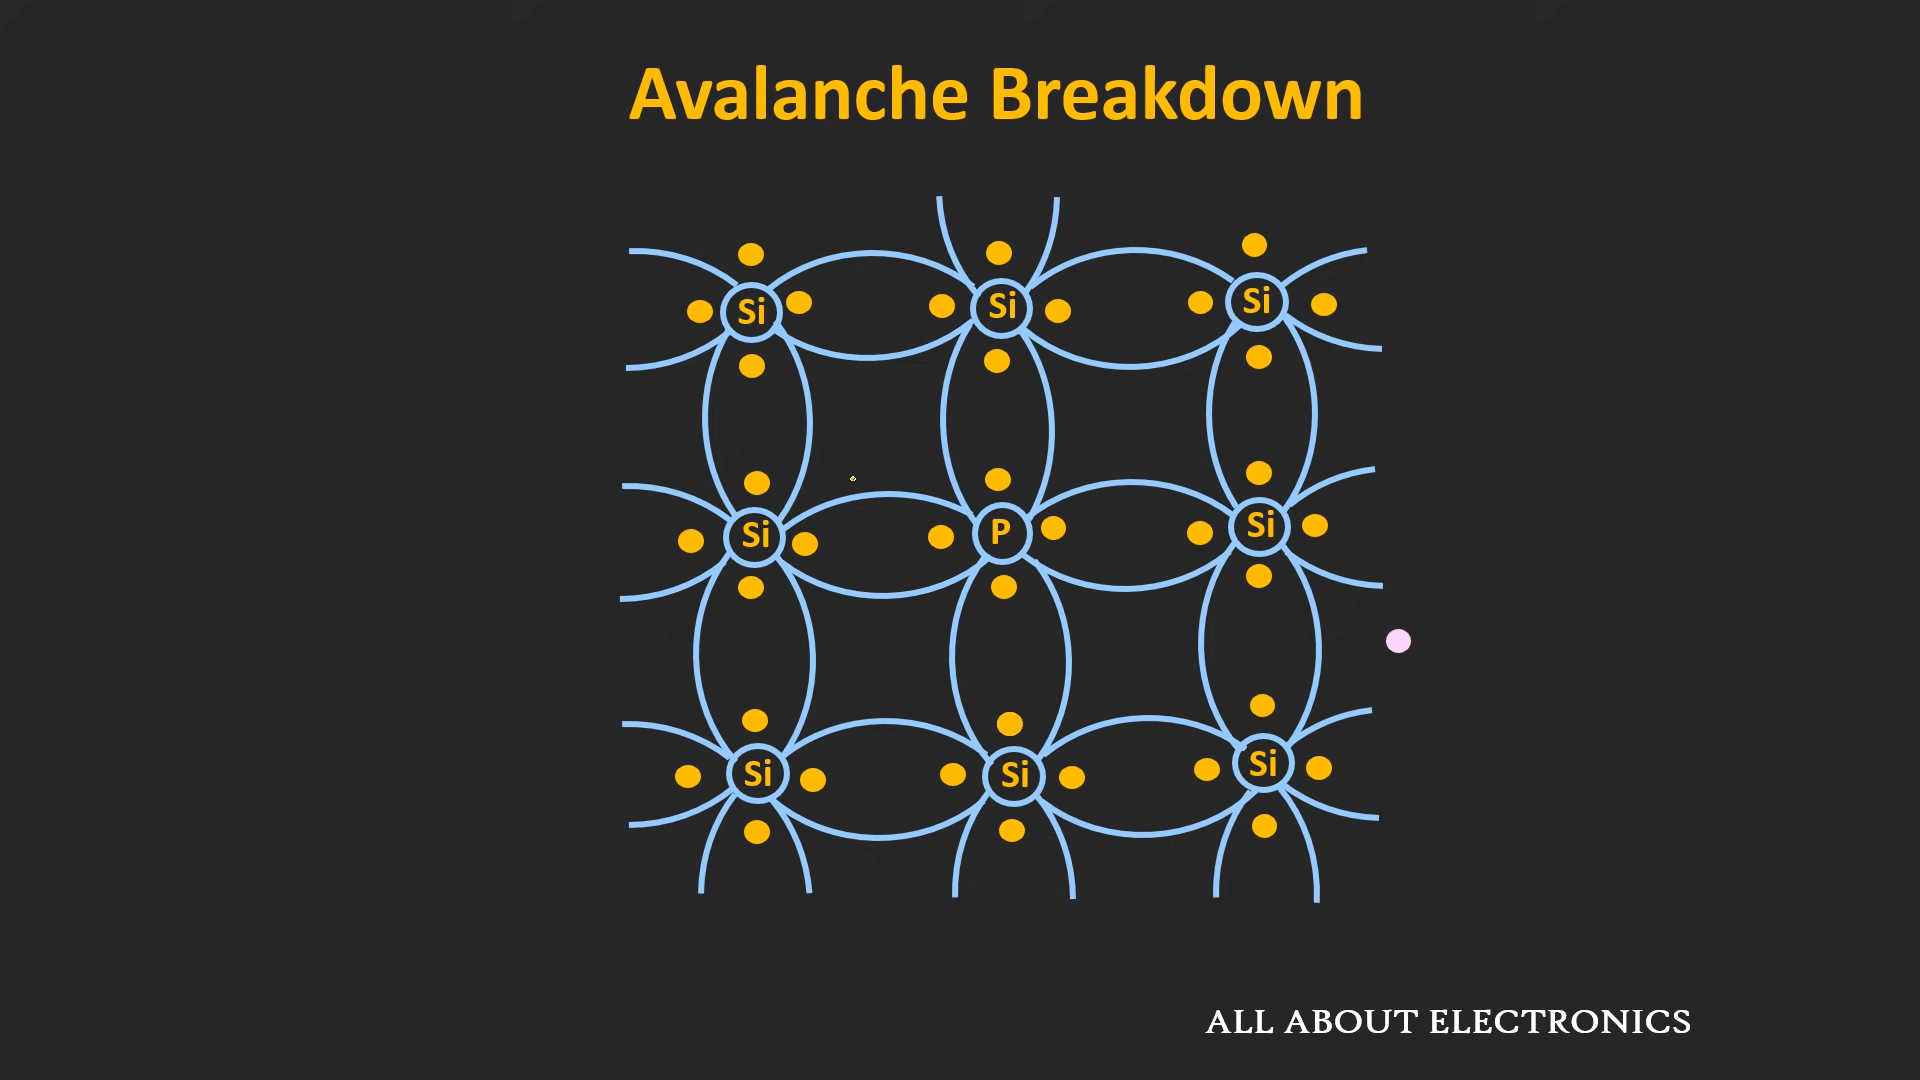 Avalanche Breakdown
Si Si Si
Si P Si
Si Si Si
ALL ABOUT ELECTRONICS